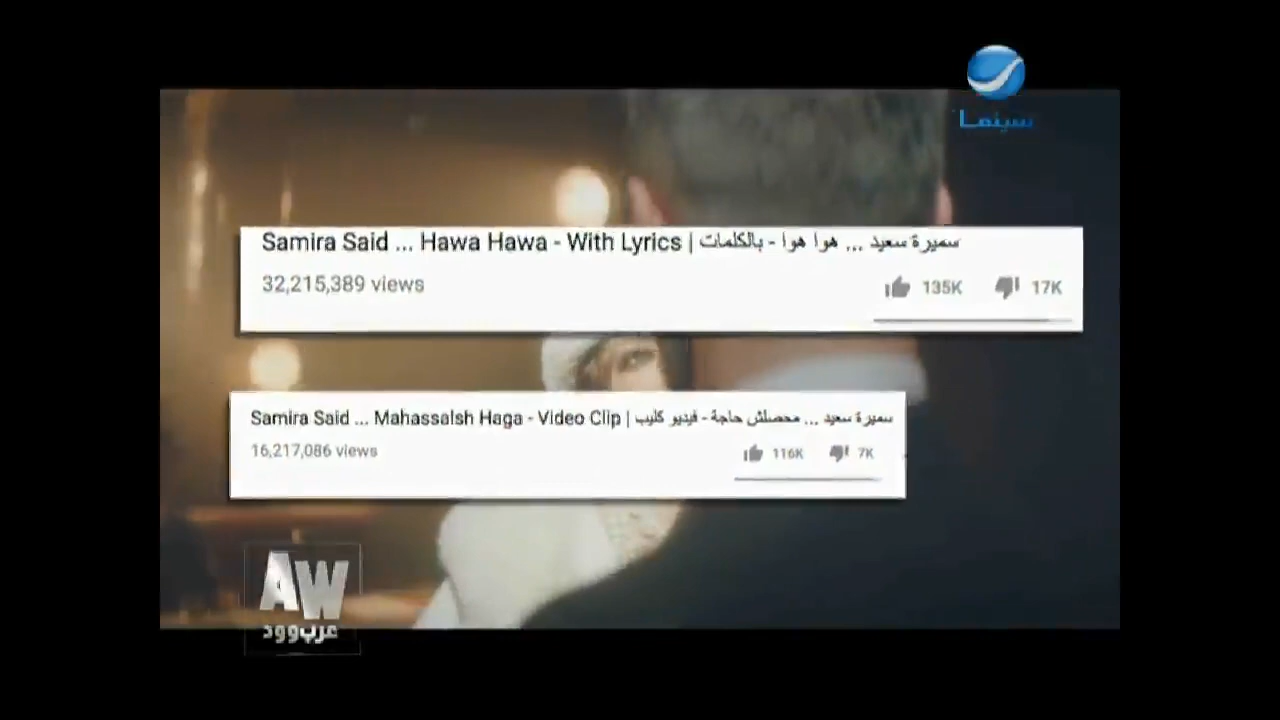 سينما
Samira Said ... Hawa Hawa - With Lyrics | سميرة سعيد ... هوا هوا - بالكلمات
32,215,389 views
135K
17K
Samira Said ... Mahassalsh Haga - Video Clip | سميرة سعيد ... محصلش حاجة - فيديو كليب
16,217,086 views
116K
7K
AW
عرب وود